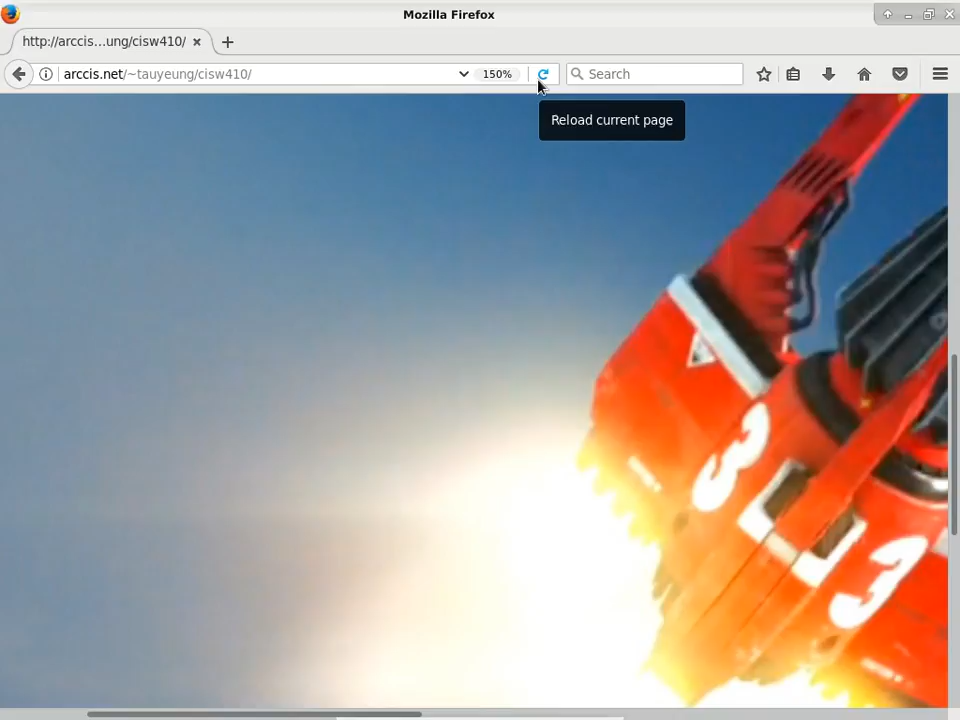 Mozilla Firefox
http://arccis...ung/cisw410/
arccis.net/~tauyeung/cisw410/ 150% Search
Reload current page
3
3